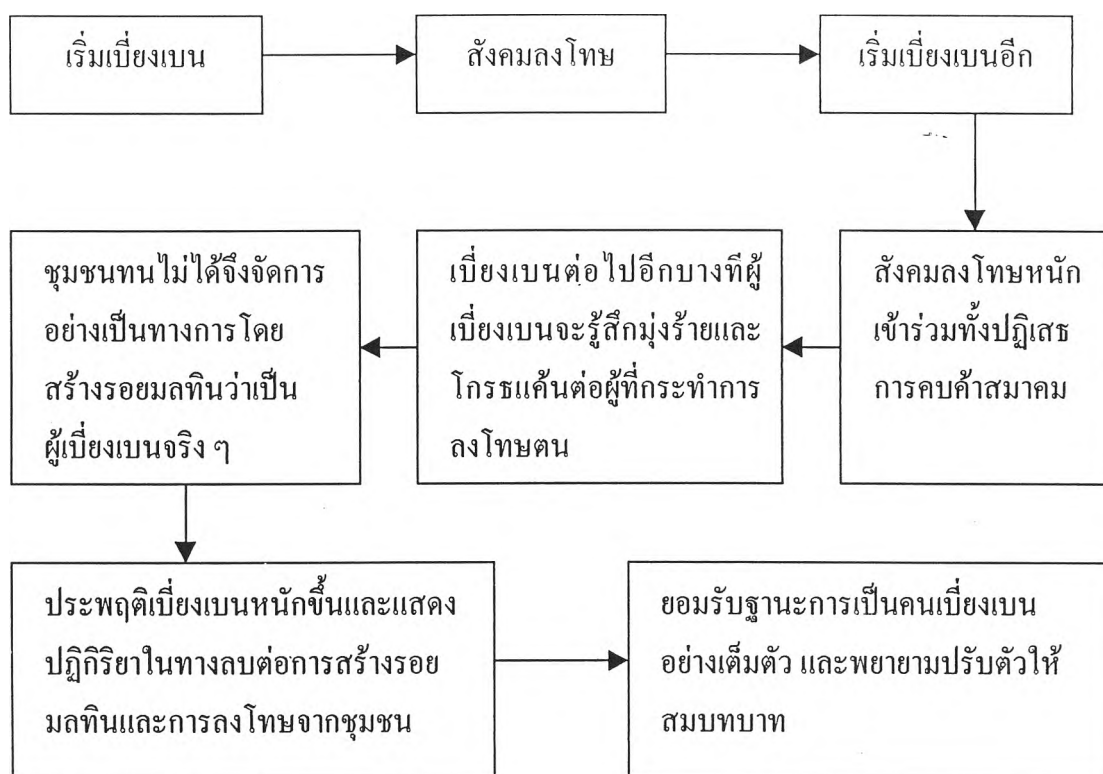 เริ่มเบี่ยงเบน
สังคมลงโทษ
เริ่มเบี่ยงเบนอีก
สังคมลงโทษหนัก
เข้าร่วมทั้งปฏิเสธ
การคบค้าสมาคม
เบี่ยงเบนต่อไปอีกบางทีผู้
เบี่ยงเบนจะรู้สึกมุ่งร้ายและ
โกรธแค้นต่อผู้ที่กระทำการ
ลงโทษตน
ชุมชนทนไม่ได้จึงจัดการ
อย่างเป็นทางการโดย
สร้างรอยมลทินว่าเป็น
ผู้เบี่ยงเบนจริง ๆ
ประพฤติเบี่ยงเบนหนักขึ้นและแสดง
ปฏิกิริยาในทางลบต่อการสร้างรอย
มลทินและการลงโทษจากชุมชน
ยอมรับฐานะการเป็นคนเบี่ยงเบน
อย่างเต็มตัว และพยายามปรับตัวให้
สมบทบาท